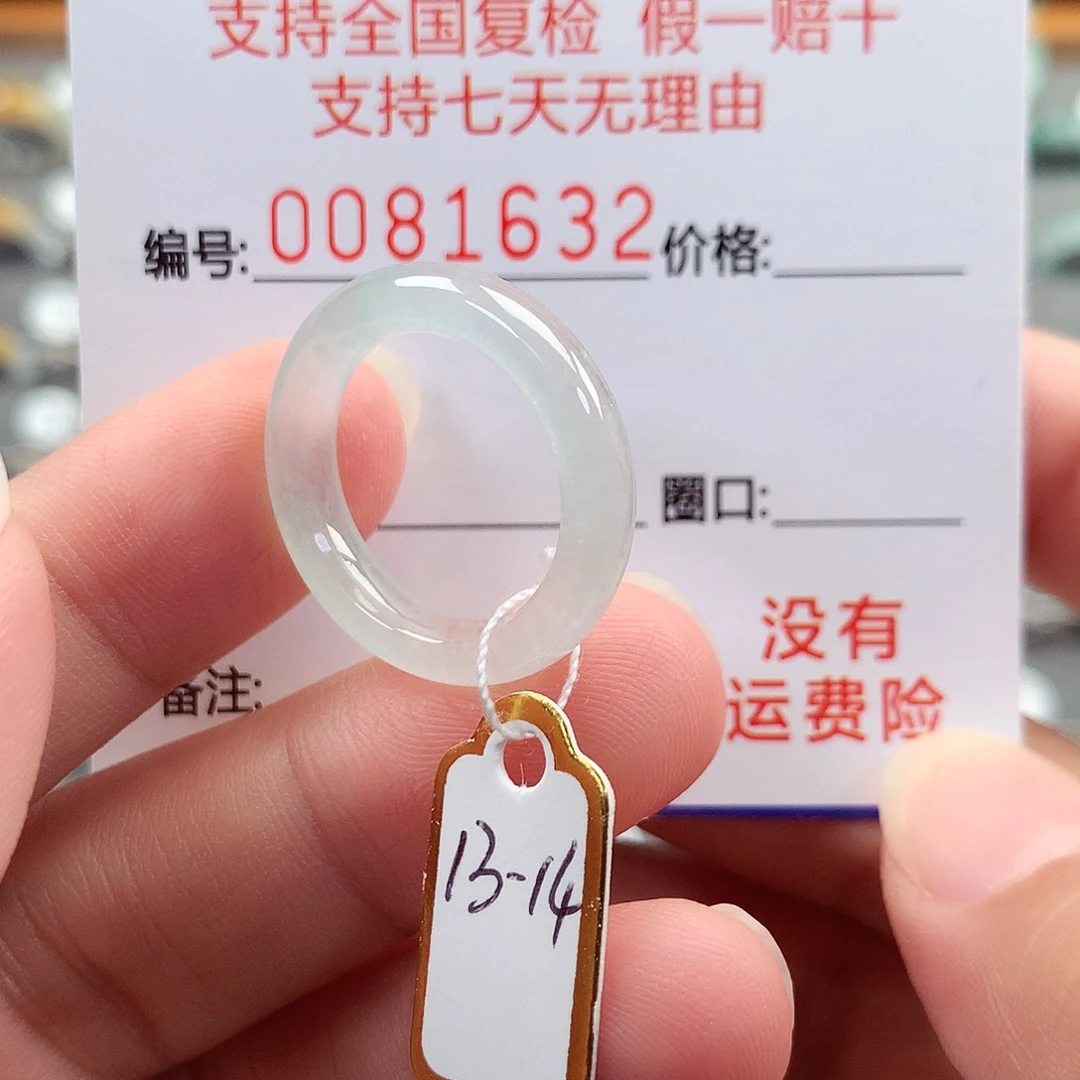 支持全国复检 假一赔十
支持七天无理由
编号: 0081632 价格:
圈口:
没有
备注:
运费险
13-14